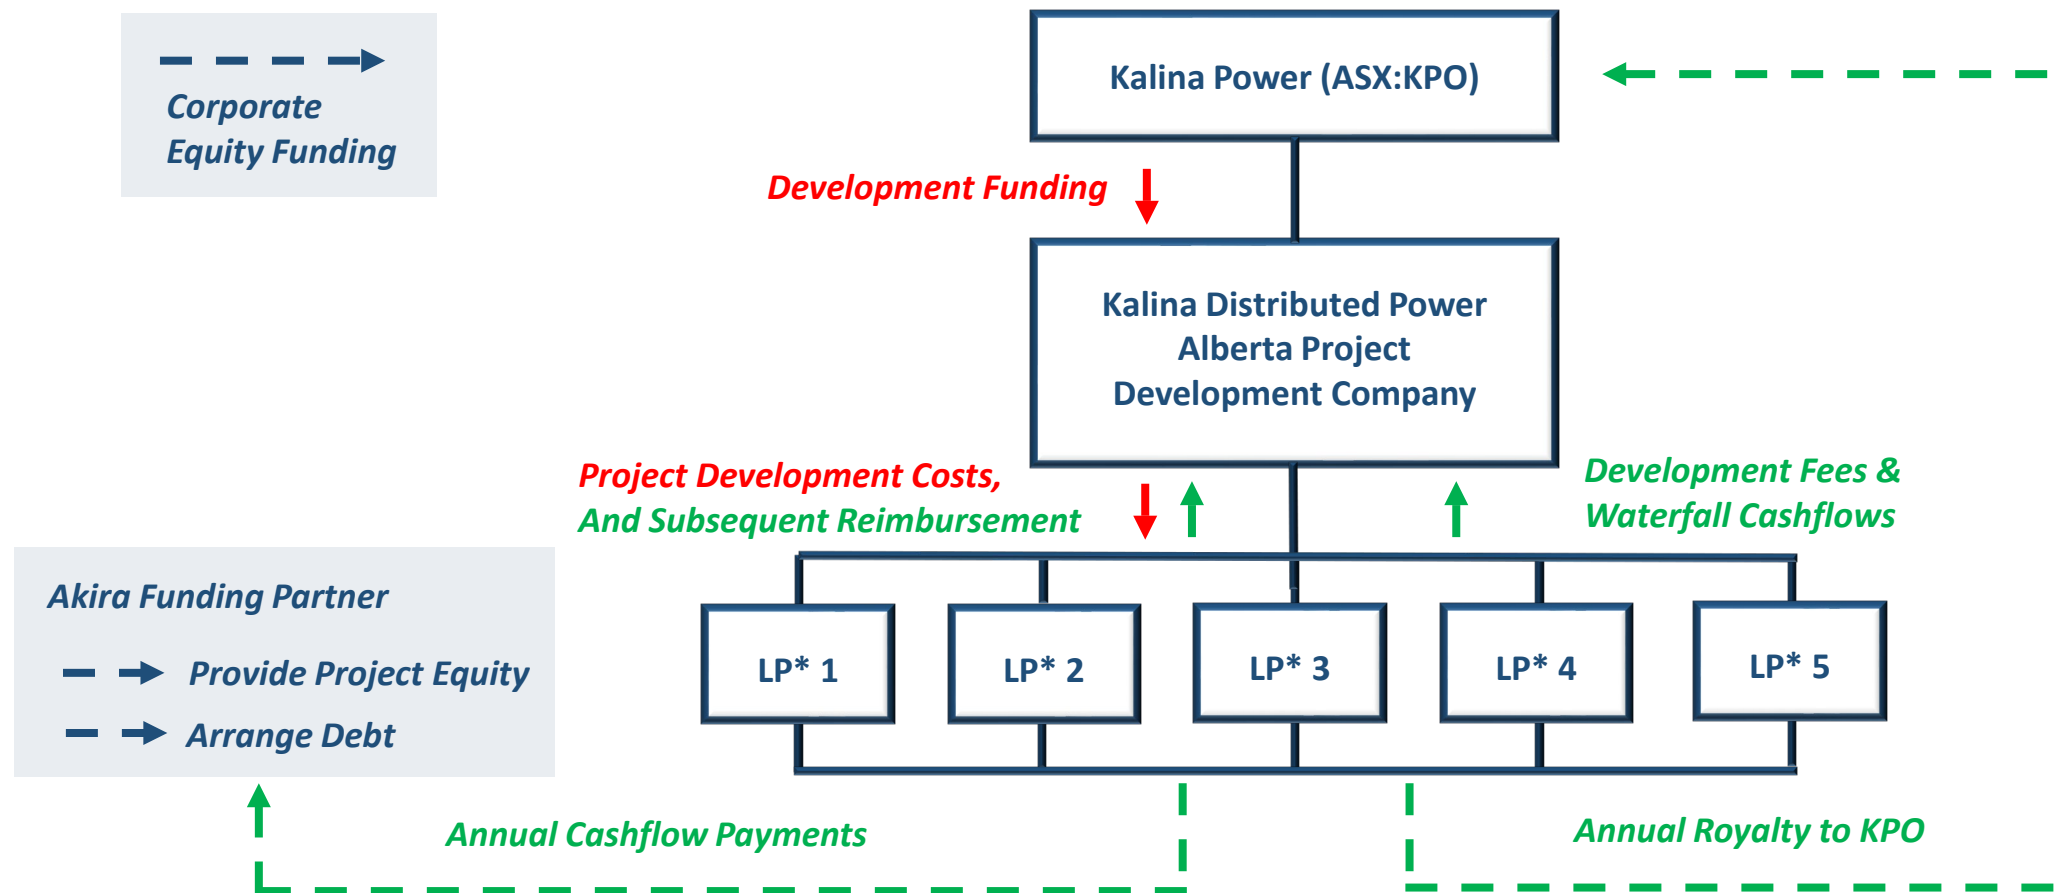 Corporate
Equity Funding
Kalina Power (ASX:KPO)
Development Funding
Kalina Distributed Power
Alberta Project
Development Company
Project Development Costs,
And Subsequent Reimbursement
Development Fees &
Waterfall Cashflows
Akira Funding Partner
Provide Project Equity
Arrange Debt
LP* 1
LP* 2
LP* 3
LP* 4
LP* 5
Annual Cashflow Payments
Annual Royalty to KPO